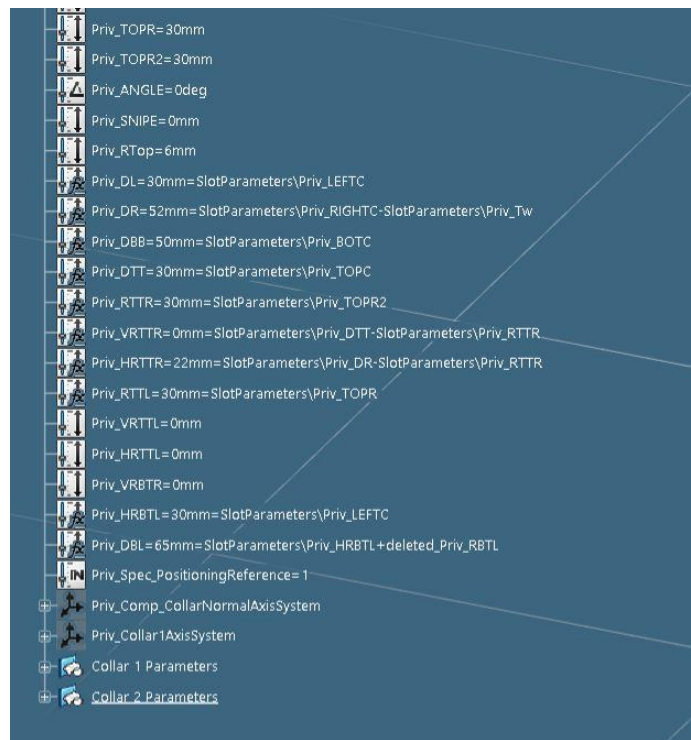 Priv_TOPR=30mm
Priv_TOPR2=30mm
Priv_ANGLE=0deg
Priv_SNIPE=0mm
Priv_RTop=6mm
Priv_DL=30mm=SlotParameters\Priv_LEFTC
Priv_DR=52mm=SlotParameters\Priv_RIGHTC-SlotParameters\Priv_Tw
Priv_DBB=50mm=SlotParameters\Priv_BOTC
Priv_DTT=30mm=SlotParameters\Priv_TOPC
Priv_RTTR=30mm=SlotParameters\Priv_TOPR2
Priv_VRTTR=0mm=SlotParameters\Priv_DTT-SlotParameters\Priv_RTTR
Priv_HRTTR=22mm=SlotParameters\Priv_DR-SlotParameters\Priv_RTTR
Priv_RTTL=30mm=SlotParameters\Priv_TOPR
Priv_VRTTL=0mm
Priv_HRTTL=0mm
Priv_VRBTR=0mm
Priv_HRBTL=30mm=SlotParameters\Priv_LEFTC
Priv_DBL=65mm=SlotParameters\Priv_HRBTL+deleted_Priv_RBTL
IN Priv_Spec_PositioningReference=1
Priv_Comp_CollarNormalAxisSystem
Priv_Collar1AxisSystem
Collar 1 Parameters
Collar 2 Parameters